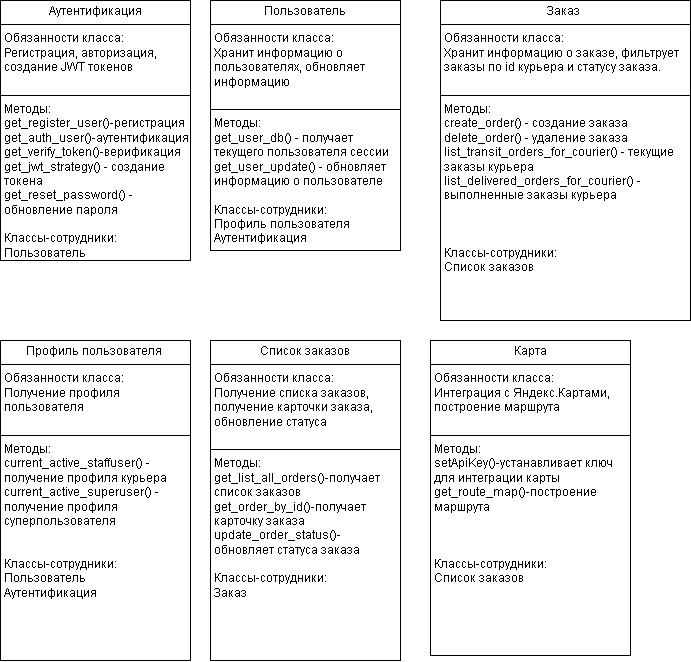 Аутентификация
Обязанности класса:
Регистрация, авторизация,
создание JWT токенов
Методы:
get_register_user()-регистрация
get_auth_user()-аутентификация
get_verify_token()-верификация
get_jwt_strategy() - создание
токена
get_reset_password() -
обновление пароля
Классы-сотрудники:
Пользователь
Пользователь
Обязанности класса:
Хранит информацию о
пользователях, обновляет
информацию
Методы:
get_user_db() - получает
текущего пользователя сессии
get_user_update() - обновляет
информацию о пользователе
Классы-сотрудники:
Профиль пользователя
Аутентификация
Заказ
Обязанности класса:
Хранит информацию о заказе, фильтрует
заказы по id курьера и статусу заказа.
Методы:
create_order() - создание заказа
delete_order() - удаление заказа
list_transit_orders_for_courier() - текущие
заказы курьера
list_delivered_orders_for_courier() -
выполненные заказы курьера
Классы-сотрудники:
Список заказов
Профиль пользователя
Обязанности класса:
Получение профиля
пользователя
Методы:
current_active_staffuser() -
получение профиля курьера
current_active_superuser() -
получение профиля
суперпользователя
Классы-сотрудники:
Пользователь
Аутентификация
Список заказов
Обязанности класса:
Получение списка заказов,
получение карточки заказа,
обновление статуса
Методы:
get_list_all_orders()-получает
список заказов
get_order_by_id()-получает
карточку заказа
update_order_status()-
обновляет статуса заказа
Классы-сотрудники:
Заказ
Карта
Обязанности класса:
Интеграция с Яндекс.Картами,
построение маршрута
Методы:
setApiKey()-устанавливает ключ
для интеграции карты
get_route_map()-построение
маршрута
Классы-сотрудники:
Список заказов